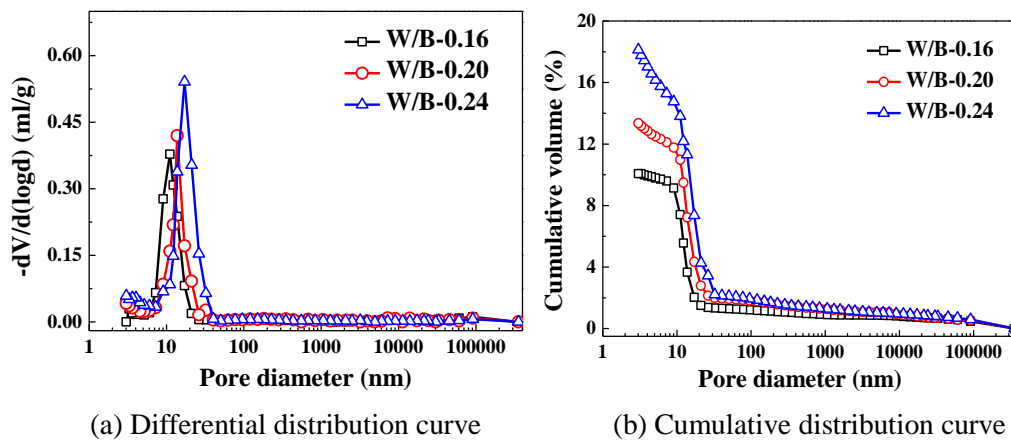 W/B-0.16
W/B-0.20
W/B-0.24
-dV/d(logd) (ml/g)
0.60
0.45
0.30
0.15
0.00
1 10 100 1000 10000 100000
Pore diameter (nm)
(a) Differential distribution curve
W/B-0.16
W/B-0.20
W/B-0.24
Cumulative volume (%)
20
16
12
8
4
0
1 10 100 1000 10000 100000
Pore diameter (nm)
(b) Cumulative distribution curve